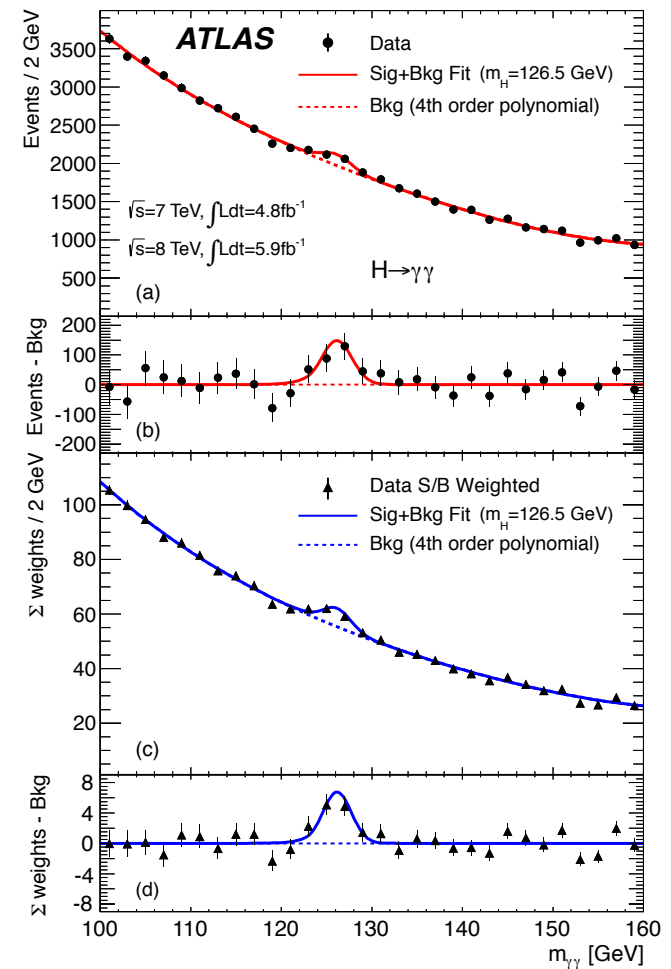 ATLAS
Data
Sig+Bkg Fit (mH=126.5 GeV)
Bkg (4th order polynomial)
Events / 2 GeV
3500
3000
2500
2000
1500
1000
500
√s=7 TeV, ∫Ldt=4.8fb-1
√s=8 TeV, ∫Ldt=5.9fb-1
H→γγ
(a)
Events - Bkg
200
100
0
-100
-200
(b)
Σ weights / 2 GeV
100
80
60
40
20
Data S/B Weighted
Sig+Bkg Fit (mH=126.5 GeV)
Bkg (4th order polynomial)
(c)
Σ weights - Bkg
8
4
0
-4
-8
(d)
100 110 120 130 140 150 160
mγγ [GeV]